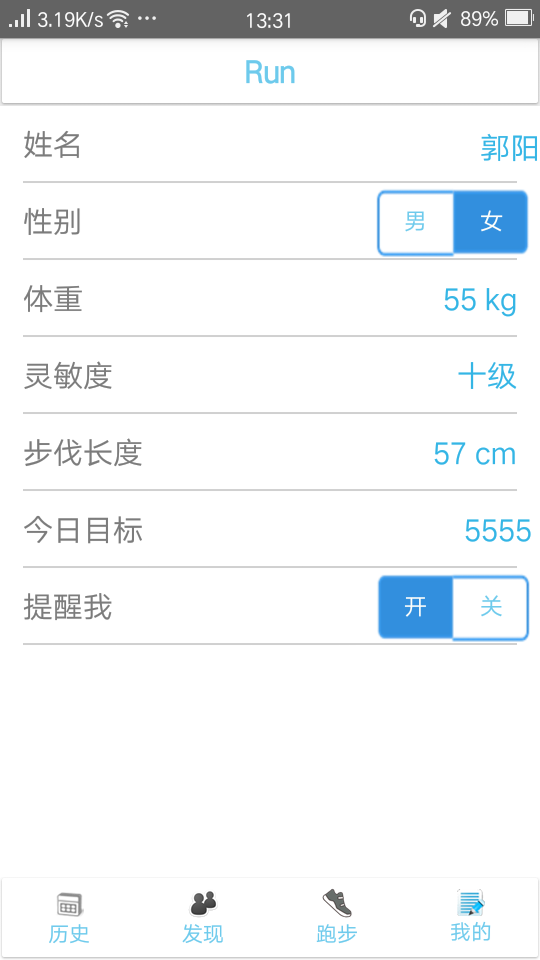 3.19K/s ... 13:31 89%
Run
姓名 郭阳
性别 男 女
体重 55 kg
灵敏度 十级
步伐长度 57 cm
今日目标 5555
提醒我 开 关
历史 发现 跑步 我的